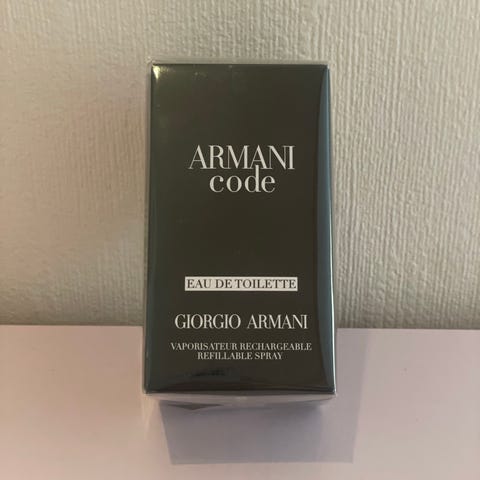 ARMANI
code
EAU DE TOILETTE
GIORGIO ARMANI
VAPORISATEUR RECHARGEABLE
REFILLABLE SPRAY